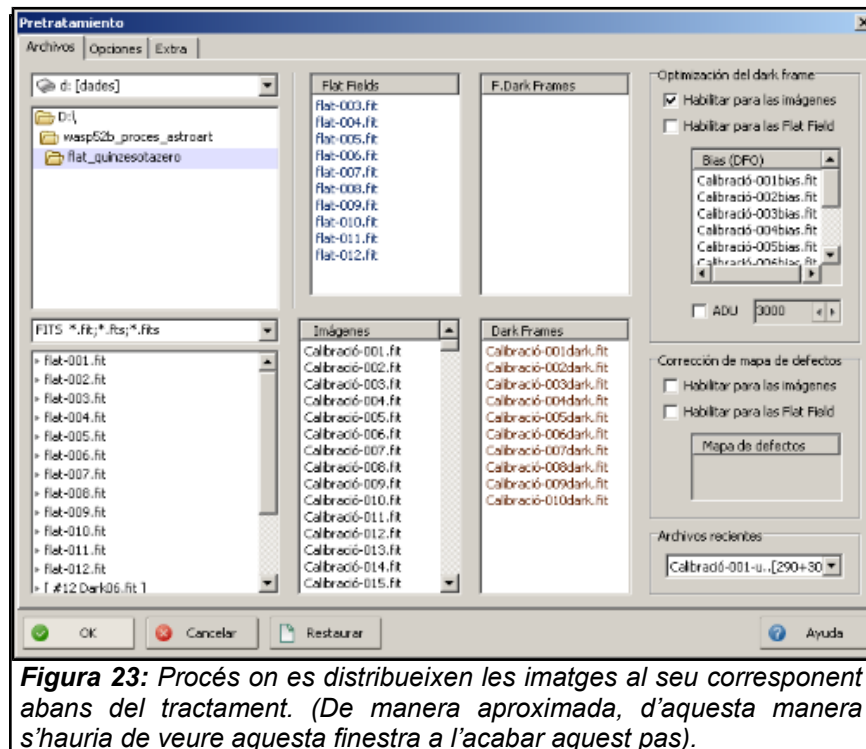 Pretratamiento
Archivos Opciones Extra
d: [dades]
D:\
wasp52b_proces_astroart
flat_quinzesotazero
Flat Fields
flat-003.fit
flat-004.fit
flat-005.fit
flat-006.fit
flat-007.fit
flat-008.fit
flat-009.fit
flat-010.fit
flat-011.fit
flat-012.fit
F.Dark Frames
Optimización del dark frame
Habilitar para las imágenes
Habilitar para las Flat Field
Bias (DFO)
Calibració-001bias.fit
Calibració-002bias.fit
Calibració-003bias.fit
Calibració-004bias.fit
Calibració-005bias.fit
Calibració-006bias.fit
ADU 3000
FITS *.fit;*.fts;*.fits
flat-001.fit
flat-002.fit
flat-003.fit
flat-004.fit
flat-005.fit
flat-006.fit
flat-007.fit
flat-008.fit
flat-009.fit
flat-010.fit
flat-011.fit
flat-012.fit
[ #12 Dark06.fit ]
Imágenes
Calibració-001.fit
Calibració-002.fit
Calibració-003.fit
Calibració-004.fit
Calibració-005.fit
Calibració-006.fit
Calibració-007.fit
Calibració-008.fit
Calibració-009.fit
Calibració-010.fit
Calibració-011.fit
Calibració-012.fit
Calibració-013.fit
Calibració-014.fit
Calibració-015.fit
Dark Frames
Calibració-001dark.fit
Calibració-002dark.fit
Calibració-003dark.fit
Calibració-004dark.fit
Calibració-005dark.fit
Calibració-006dark.fit
Calibració-007dark.fit
Calibració-008dark.fit
Calibració-009dark.fit
Calibració-010dark.fit
Corrección de mapa de defectos
Habilitar para las imágenes
Habilitar para las Flat Field
Mapa de defectos
Archivos recientes
Calibració-001-u..[290+30
OK Cancelar Restaurar Ayuda
Figura 23: Procés on es distribueixen les imatges al seu corresponent
abans del tractament. (De manera aproximada, d'aquesta manera
s'hauria de veure aquesta finestra a l'acabar aquest pas).